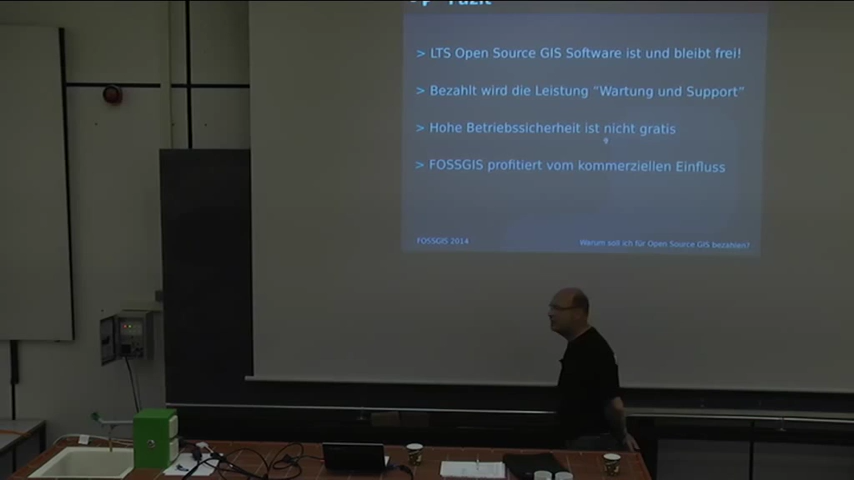 > LTS Open Source GIS Software ist und bleibt frei!
> Bezahlt wird die Leistung “Wartung und Support”
> Hohe Betriebssicherheit ist nicht gratis
> FOSSGIS profitiert vom kommerziellen Einfluss
FOSSGIS 2014
Warum soll ich für Open Source GIS bezahlen?